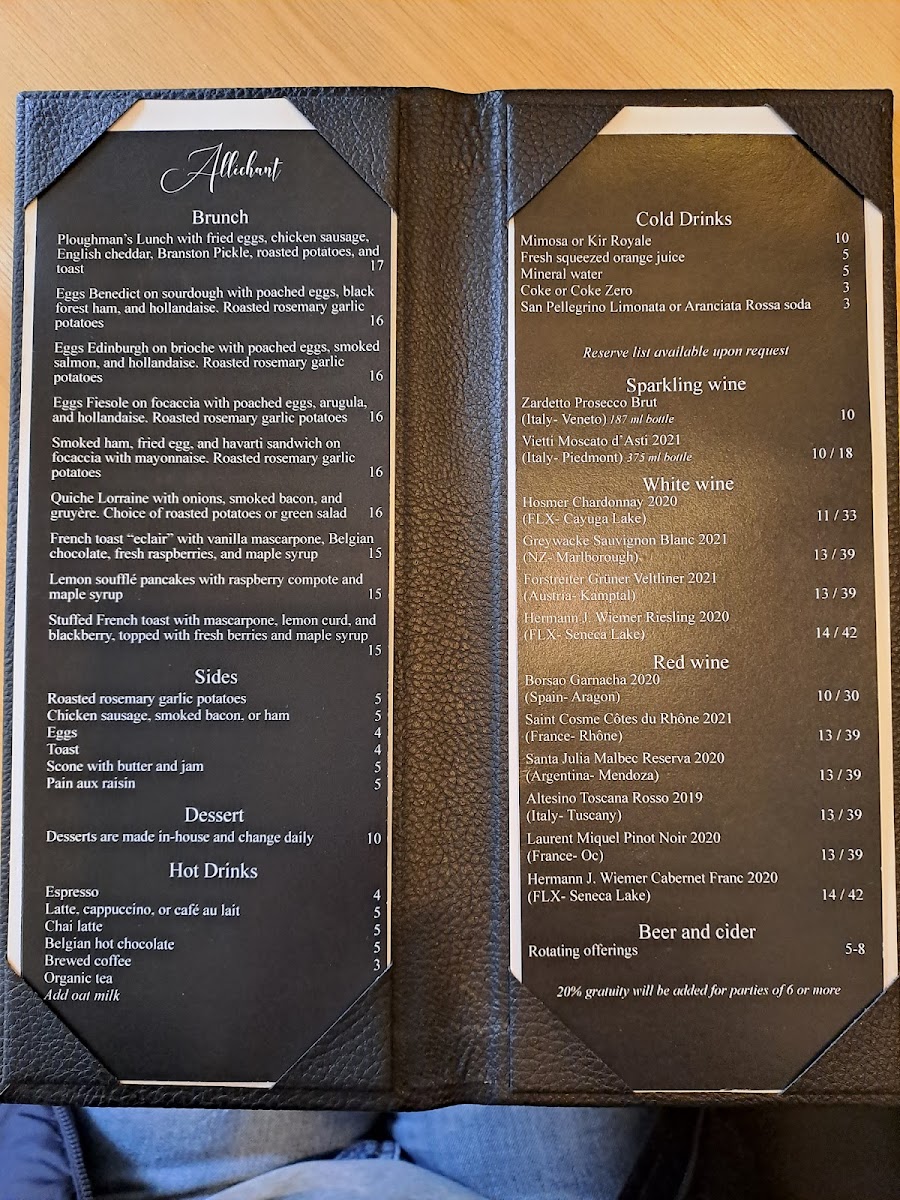 Allechant
Brunch
Ploughman's Lunch with fried eggs, chicken sausage,
English cheddar, Branston Pickle, roasted potatoes, and
toast 17
Eggs Benedict on sourdough with poached eggs, black
forest ham, and hollandaise. Roasted rosemary garlic
potatoes 16
Eggs Edinburgh on brioche with poached eggs, smoked
salmon, and hollandaise. Roasted rosemary garlic
potatoes 16
Eggs Fiesole on focaccia with poached eggs, arugula,
and hollandaise. Roasted rosemary garlic potatoes 16
Smoked ham, fried egg, and havarti sandwich on
focaccia with mayonnaise. Roasted rosemary garlic
potatoes 16
Quiche Lorraine with onions, smoked bacon, and
gruyère. Choice of roasted potatoes or green salad 16
French toast “eclair” with vanilla mascarpone, Belgian
chocolate, fresh raspberries, and maple syrup 15
Lemon soufflé pancakes with raspberry compote and
maple syrup 15
Stuffed French toast with mascarpone, lemon curd, and
blackberry, topped with fresh berries and maple syrup
15
Sides
Roasted rosemary garlic potatoes 5
Chicken sausage, smoked bacon, or ham 5
Eggs 4
Toast 4
Scone with butter and jam 5
Pain aux raisin 5
Dessert
Desserts are made in-house and change daily 10
Hot Drinks
Espresso 4
Latte, cappuccino, or café au lait 5
Chai latte 5
Belgian hot chocolate 5
Brewed coffee 3
Organic tea
Add oat milk
Cold Drinks
Mimosa or Kir Royale 10
Fresh squeezed orange juice 5
Mineral water 5
Coke or Coke Zero 3
San Pellegrino Limonata or Aranciata Rossa soda 3
Reserve list available upon request
Sparkling wine
Zardetto Prosecco Brut
(Italy- Veneto) 187 ml bottle 10
Vietti Moscato d'Asti 2021
(Italy- Piedmont) 375 ml bottle 10 / 18
White wine
Hosmer Chardonnay 2020
(FLX- Cayuga Lake) 11 / 33
Greywacke Sauvignon Blanc 2021
(NZ- Marlborough) 13 / 39
Forstreiter Grüner Veltliner 2021
(Austria- Kamptal) 13 / 39
Hermann J. Wiemer Riesling 2020
(FLX- Seneca Lake) 14 / 42
Red wine
Borsao Garnacha 2020
(Spain- Aragon) 10 / 30
Saint Cosme Côtes du Rhône 2021
(France- Rhône) 13 / 39
Santa Julia Malbec Reserva 2020
(Argentina- Mendoza) 13 / 39
Altesino Toscana Rosso 2019
(Italy- Tuscany) 13 / 39
Laurent Miquel Pinot Noir 2020
(France- Oc) 13 / 39
Hermann J. Wiemer Cabernet Franc 2020
(FLX- Seneca Lake) 14 / 42
Beer and cider
Rotating offerings 5-8
20% gratuity will be added for parties of 6 or more